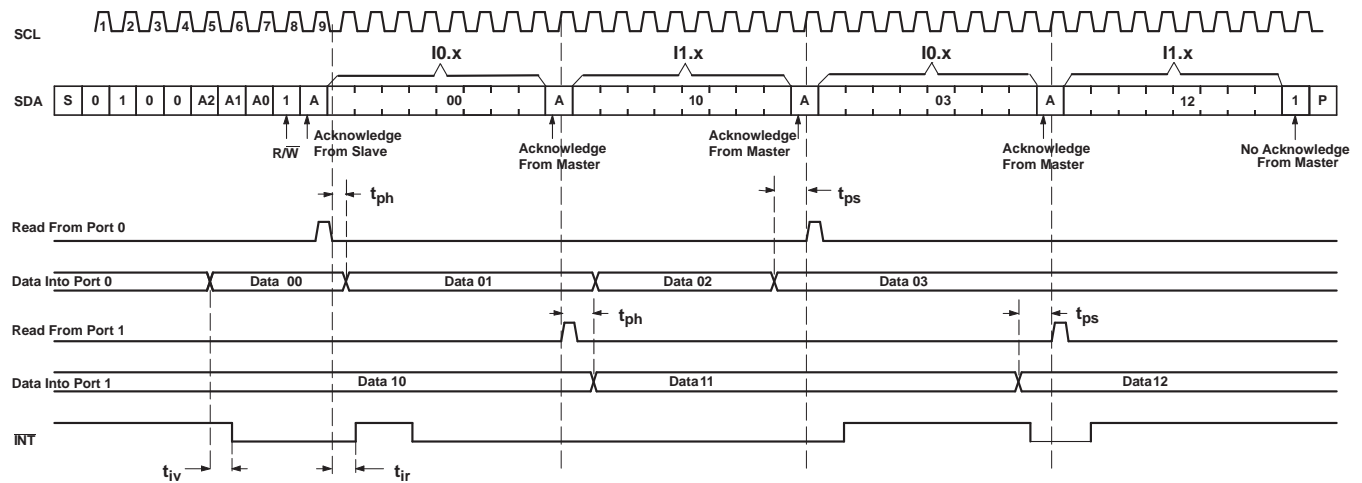 SCL 1 2 3 4 5 6 7 8 9
I0.x I1.x I0.x I1.x
SDA S 0 1 0 0 A2 A1 A0 1 A 00 A 10 A 03 A 12 1 P
R/W
Acknowledge
From Slave
Acknowledge
From Master
Acknowledge
From Master
Acknowledge
From Master
No Acknowledge
From Master
tph tps
Read From Port 0
Data Into Port 0 Data 00 Data 01 Data 02 Data 03
tph tps
Read From Port 1
Data Into Port 1 Data 10 Data11 Data12
INT
tiv tir